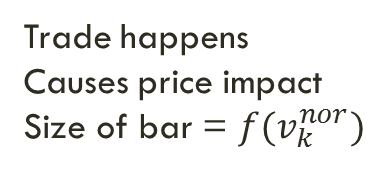 Trade happens
Causes price impact
Size of bar = f(v_k^{nor})